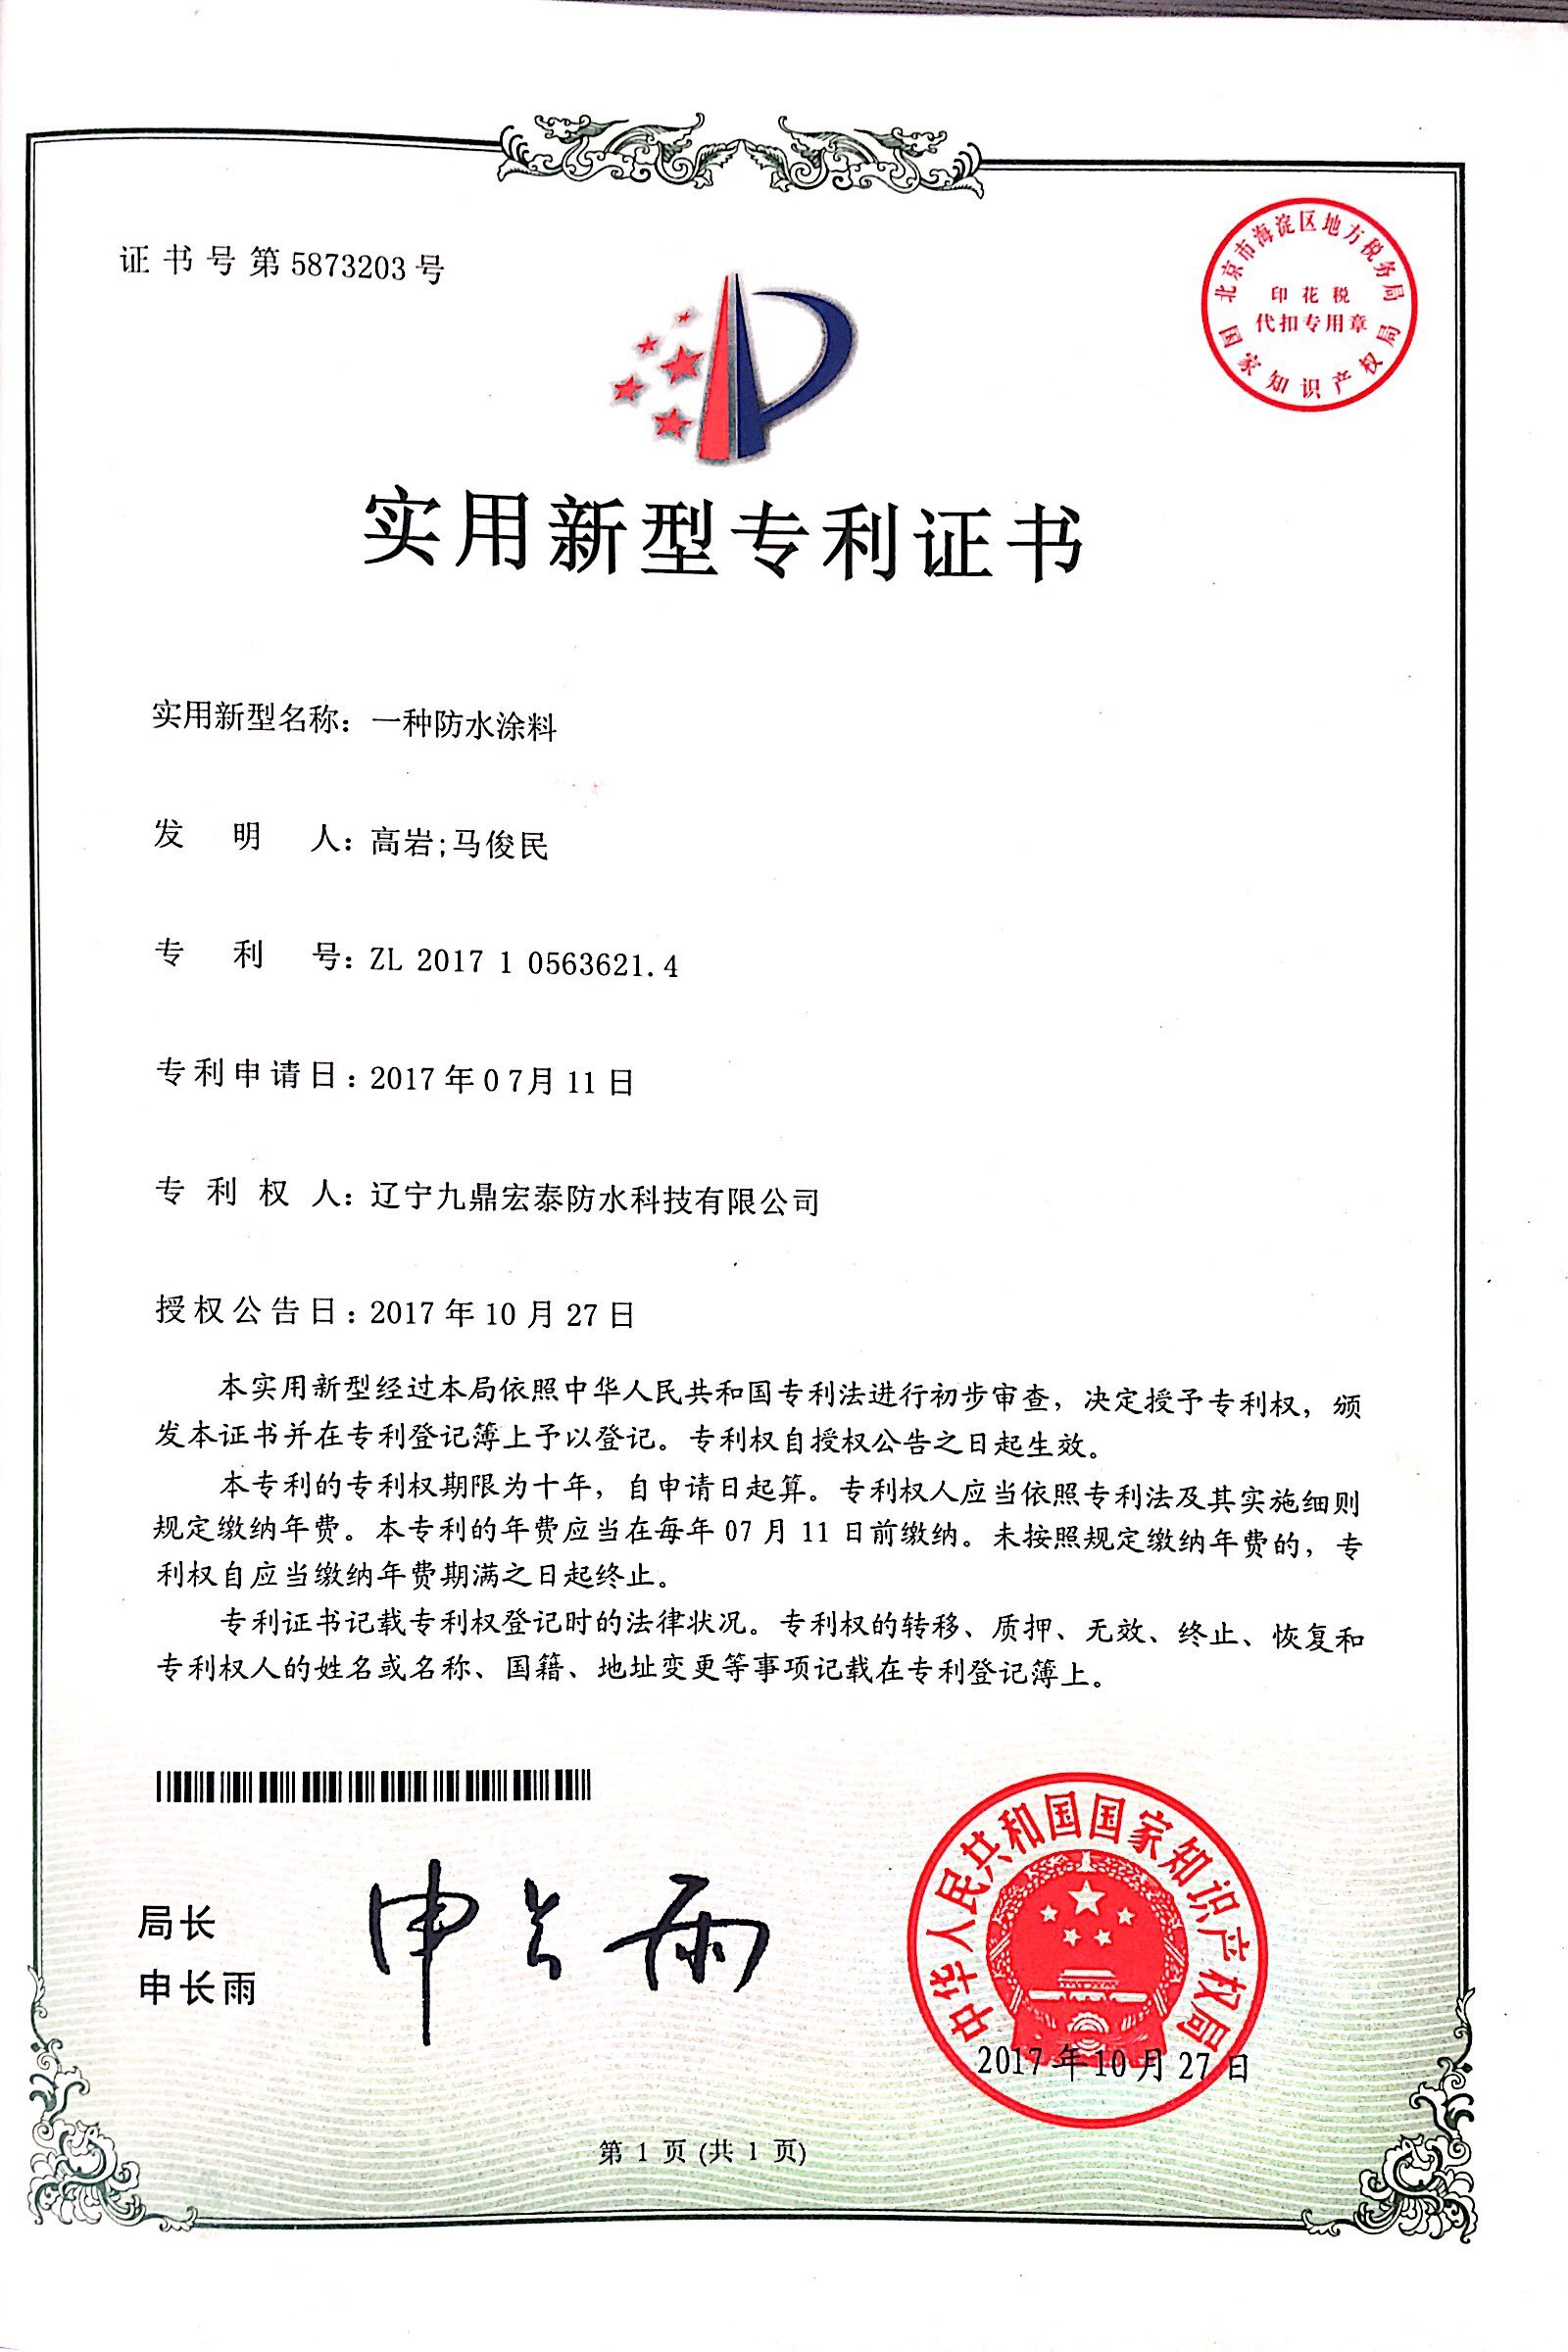 证书号第5873203号
北京市海淀区地方税务局
印花税
代扣专用章
国家知识产权局
实用新型专利证书
实用新型名称：一种防水涂料
发明人：高岩;马俊民
专利号：ZL 2017 1 0563621.4
专利申请日：2017年07月11日
专利权人：辽宁九鼎宏泰防水科技有限公司
授权公告日：2017年10月27日
本实用新型经过本局依照中华人民共和国专利法进行初步审查，决定授予专利权，颁
发本证书并在专利登记簿上予以登记。专利权自授权公告之日起生效。
本专利的专利权期限为十年，自申请日起算。专利权人应当依照专利法及其实施细则
规定缴纳年费。本专利的年费应当在每年07月11日前缴纳。未按照规定缴纳年费的，专
利权自应当缴纳年费期满之日起终止。
专利证书记载专利权登记时的法律状况。专利权的转移、质押、无效、终止、恢复和
专利权人的姓名或名称、国籍、地址变更等事项记载在专利登记簿上。
局长
申长雨
申长雨
中华人民共和国国家知识产权局
2017年10月27日
第1页(共1页)